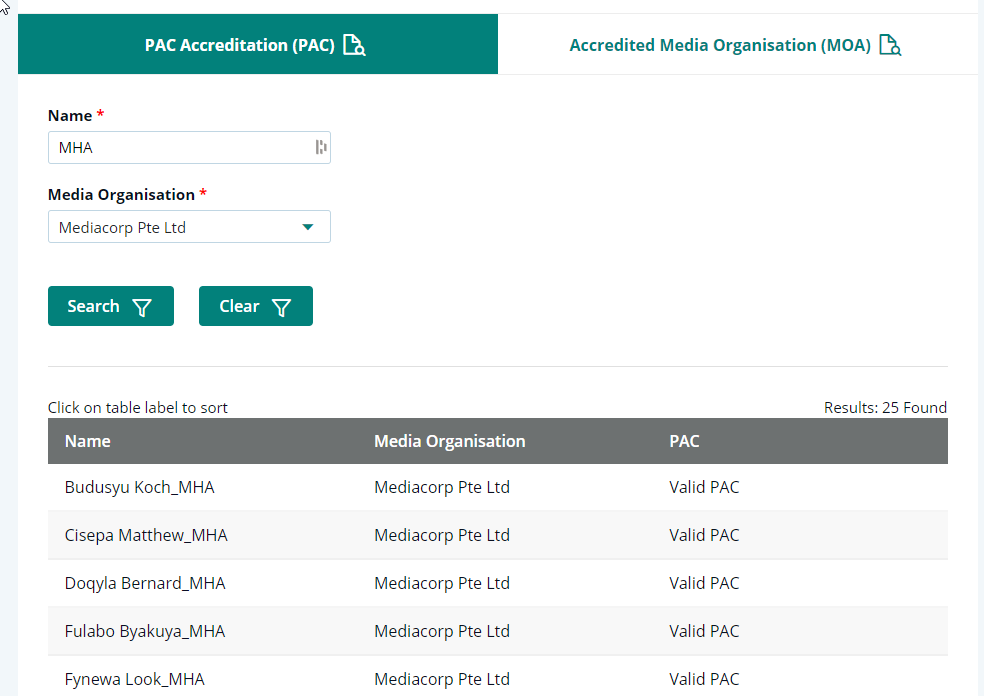 PAC Accreditation (PAC) Accredited Media Organisation (MOA)
Name *
MHA
Media Organisation *
Mediacorp Pte Ltd
Search Clear
Click on table label to sort Results: 25 Found
Name Media Organisation PAC
Budusyu Koch_MHA Mediacorp Pte Ltd Valid PAC
Cisepa Matthew_MHA Mediacorp Pte Ltd Valid PAC
Doqyla Bernard_MHA Mediacorp Pte Ltd Valid PAC
Fulabo Byakuya_MHA Mediacorp Pte Ltd Valid PAC
Fynewa Look_MHA Mediacorp Pte Ltd Valid PAC